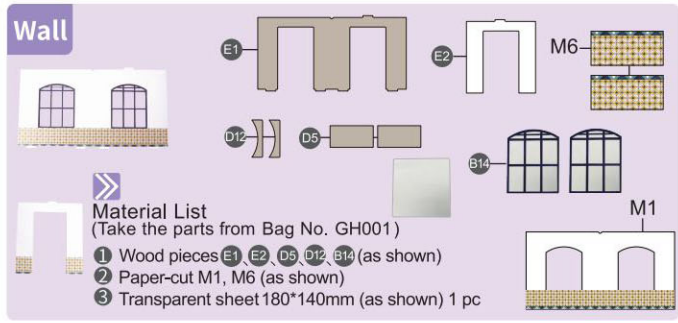 Wall
E1
E2
M6
D12
D5
B14
M1
Material List
(Take the parts from Bag No. GH001)
1 Wood pieces E1、E2、D5、D12、B14 (as shown)
2 Paper-cut M1, M6 (as shown)
3 Transparent sheet 180*140mm (as shown) 1 pc